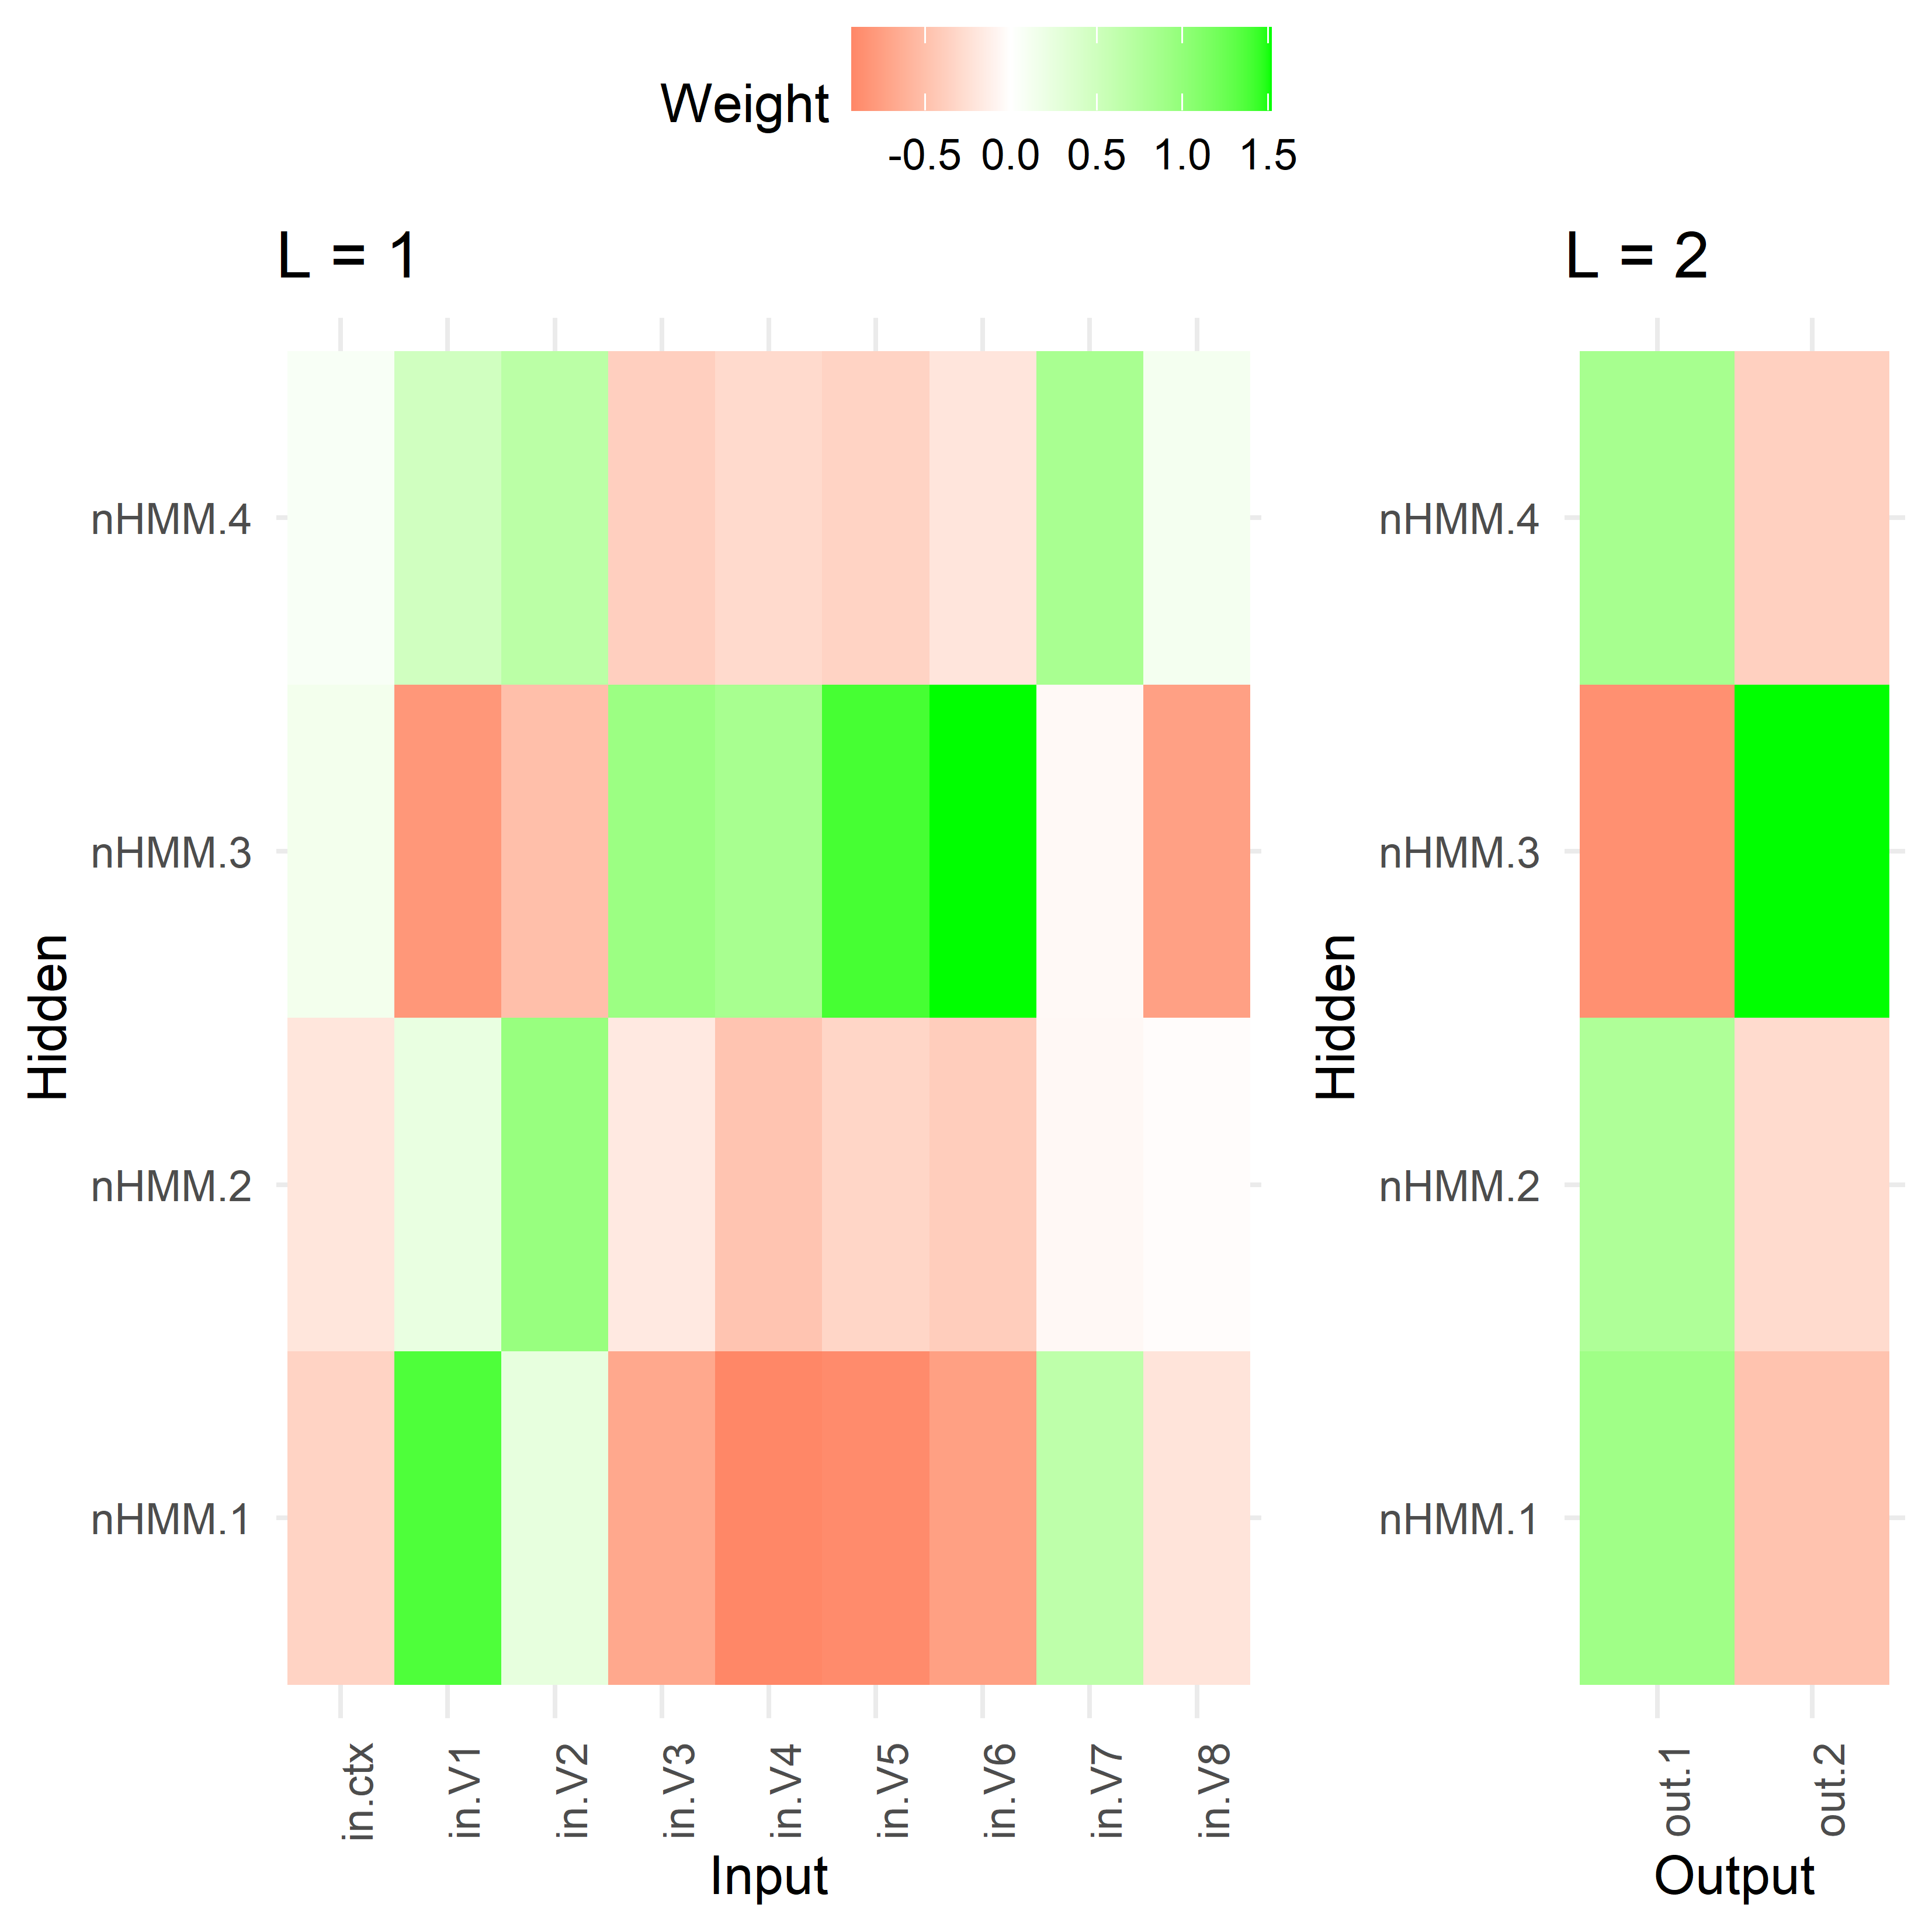 Weight
-0.5 0.0 0.5 1.0 1.5
L = 1
L = 2
Hidden
nHMM.4
nHMM.3
nHMM.2
nHMM.1
in.ctx in.V1 in.V2 in.V3 in.V4 in.V5 in.V6 in.V7 in.V8
Input
Hidden
nHMM.4
nHMM.3
nHMM.2
nHMM.1
out.1 out.2
Output